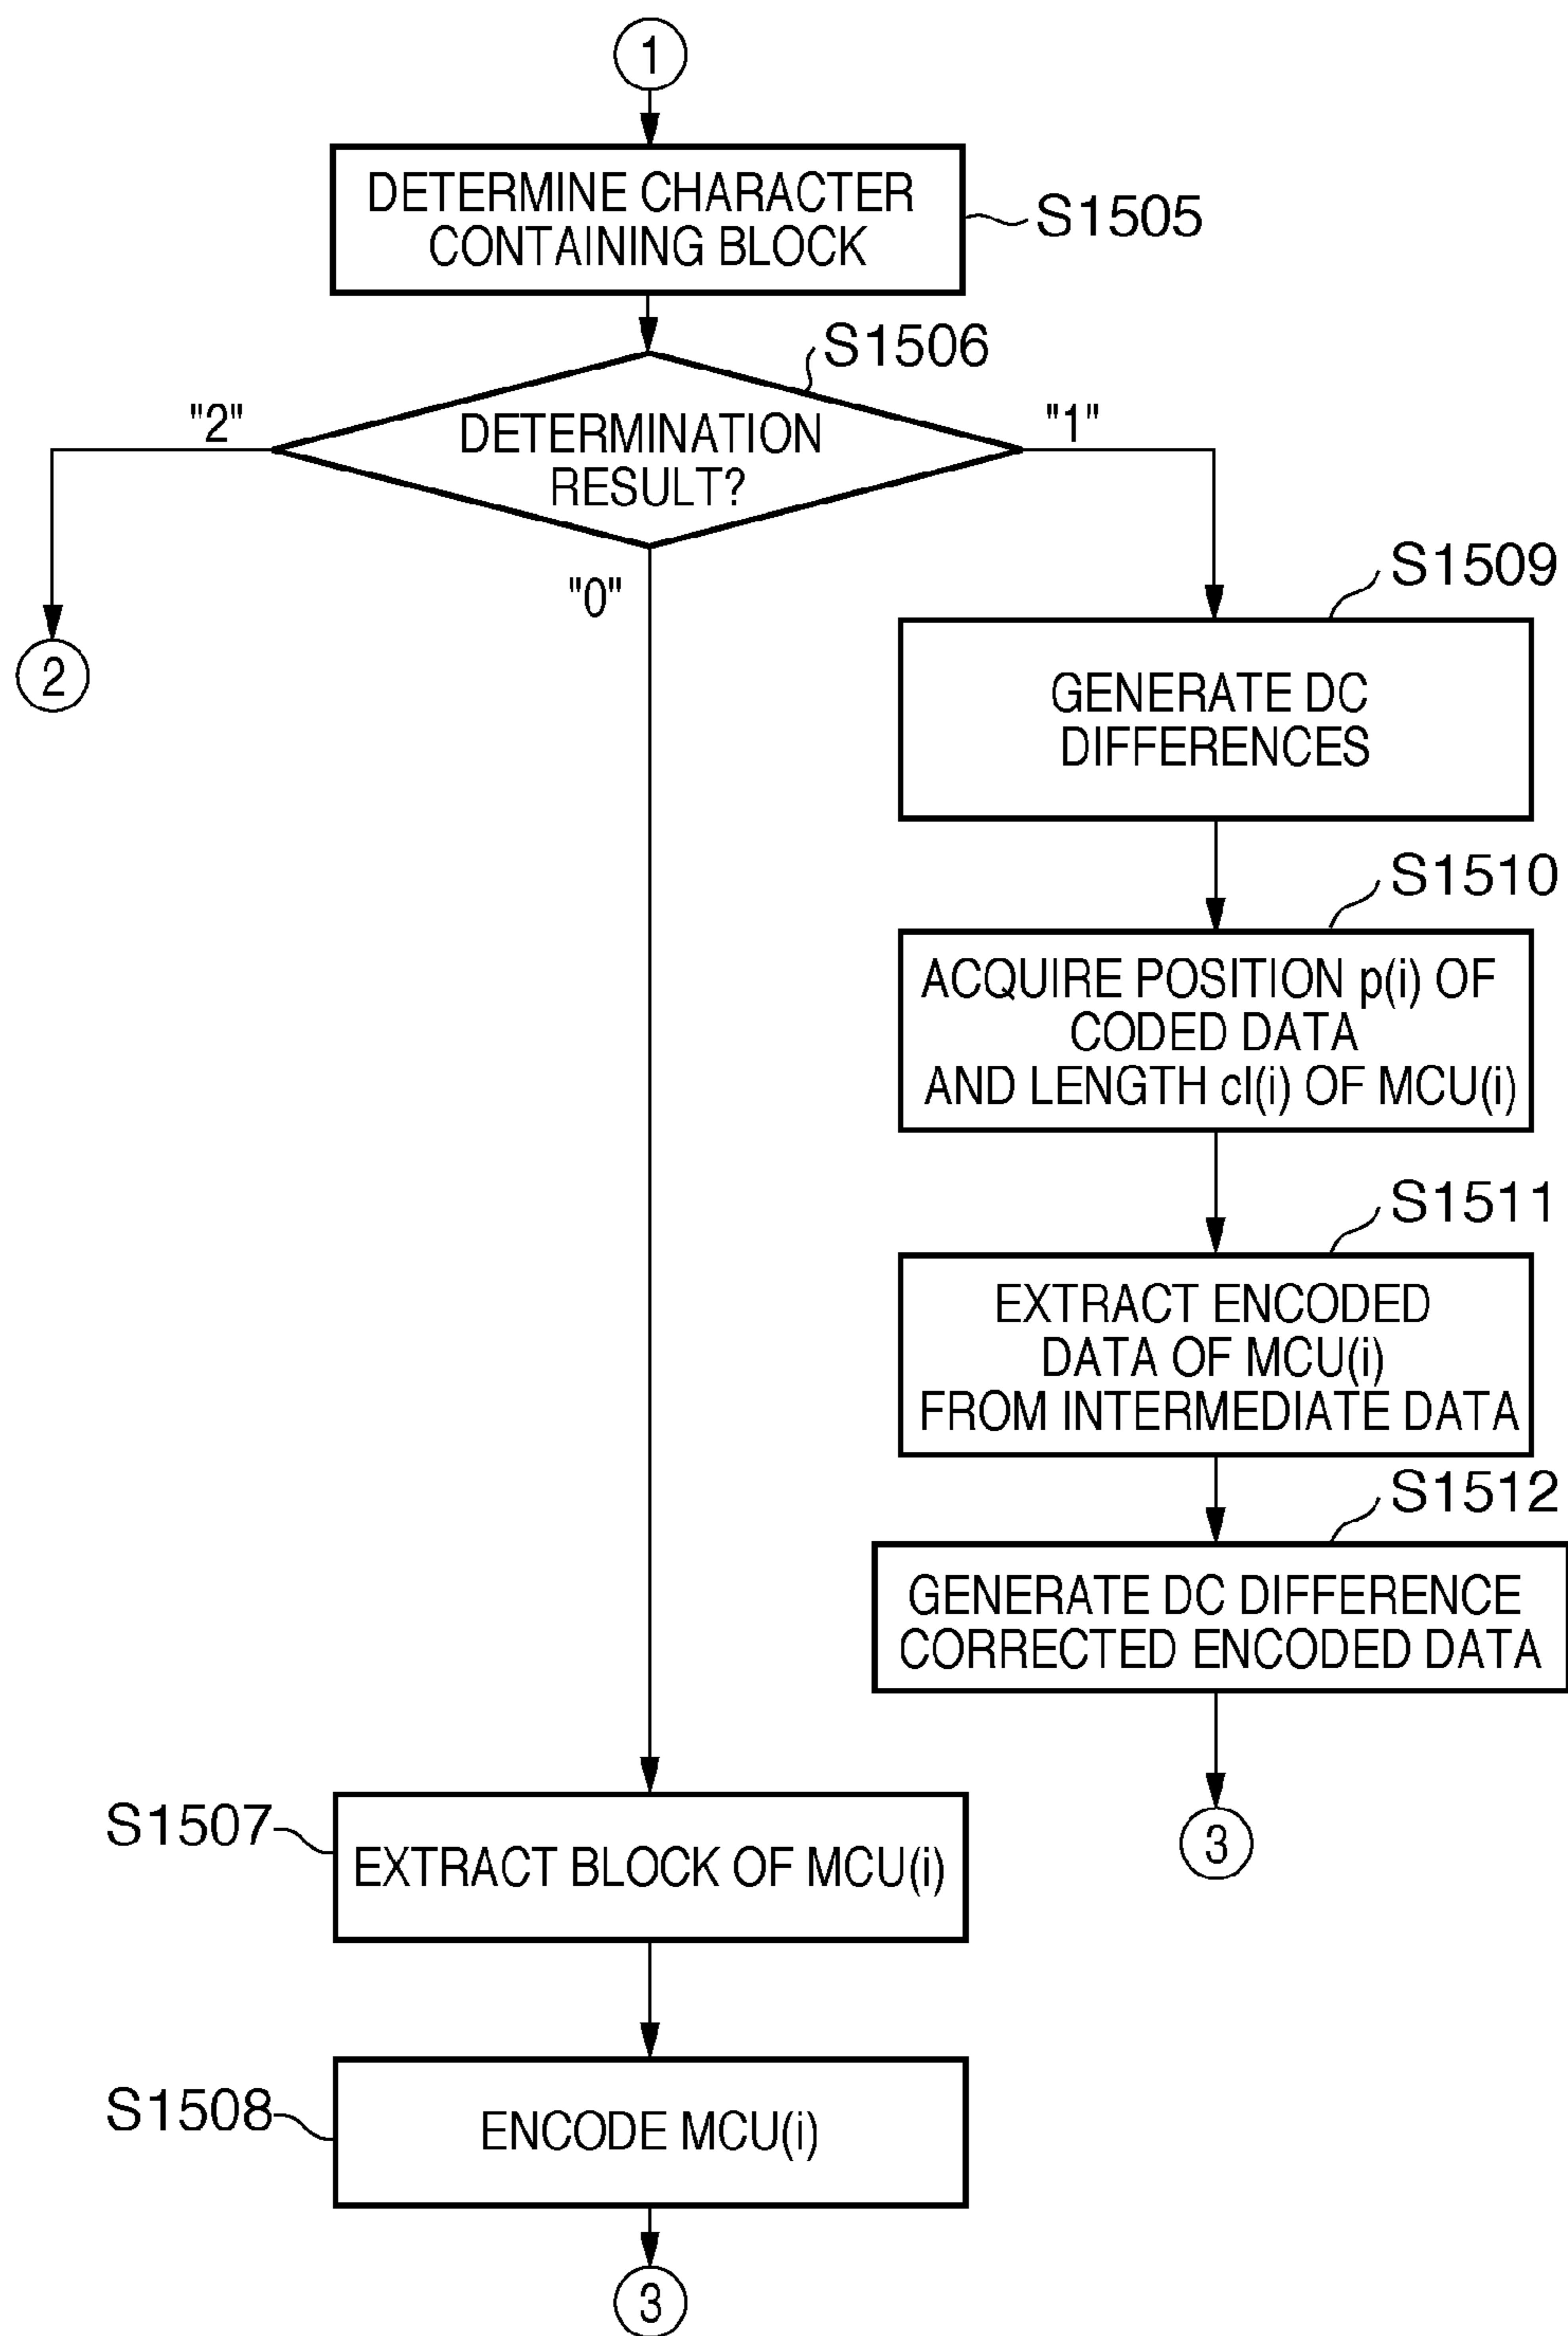 1
DETERMINE CHARACTER
CONTAINING BLOCK
S1505
S1506
DETERMINATION
RESULT?
"2"
"1"
"0"
2
S1509
GENERATE DC
DIFFERENCES
S1510
ACQUIRE POSITION p(i) OF
CODED DATA
AND LENGTH cl(i) OF MCU(i)
S1511
EXTRACT ENCODED
DATA OF MCU(i)
FROM INTERMEDIATE DATA
S1512
GENERATE DC DIFFERENCE
CORRECTED ENCODED DATA
3
S1507
EXTRACT BLOCK OF MCU(i)
S1508
ENCODE MCU(i)
3